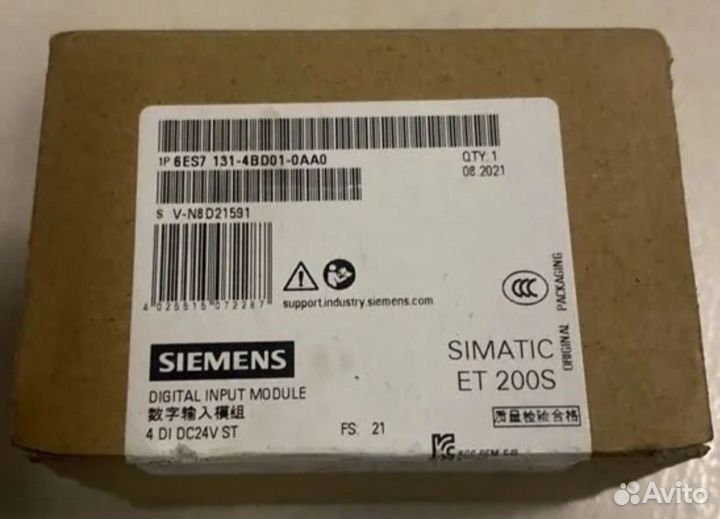 1P 6ES7 131-4BD01-0AA0
QTY: 1
08.2021
S V-N8D21591
4 025515 072287
support.industry.siemens.com
CCC
ORIGINAL PACKAGING
SIEMENS
SIMATIC
ET 200S
DIGITAL INPUT MODULE
数字输入模组
4 DI DC24V ST
FS: 21
质量检验合格
Avito